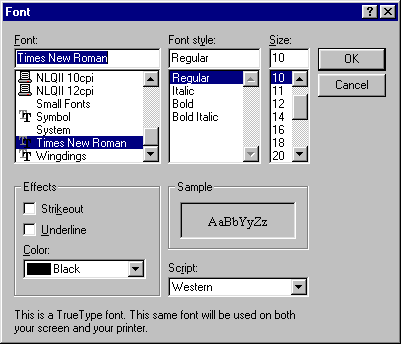 Font
Font: Font style: Size:
Times New Roman Regular 10 OK
NLQII 10cpi Regular 10 Cancel
NLQII 12cpi Italic 11
Small Fonts Bold 12
Symbol Bold Italic 14
System 16
Times New Roman 18
Wingdings 20
Effects Sample
Strikeout AaBbYyZz
Underline
Color:
Black
Script:
Western
This is a TrueType font. This same font will be used on both
your screen and your printer.